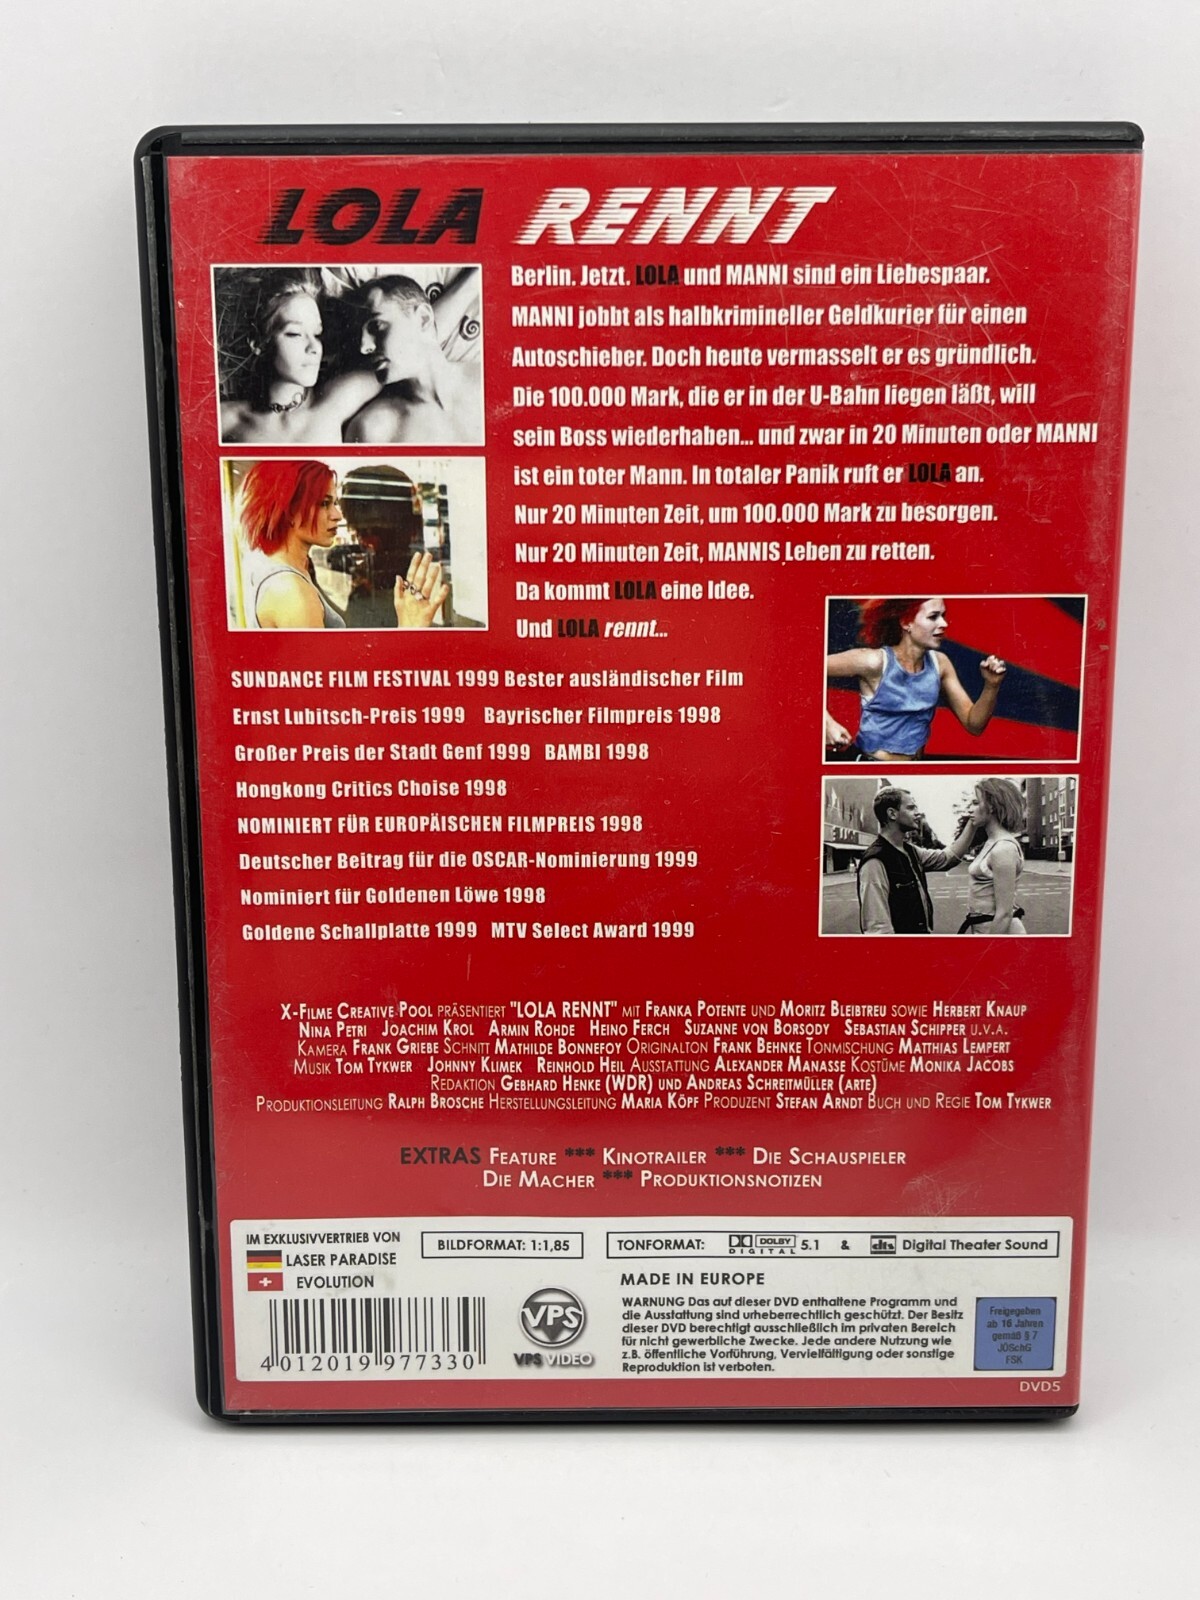 LOLA RENNT
Berlin. Jetzt. LOLA und MANNI sind ein Liebespaar.
MANNI jobbt als halbkrimineller Geldkurier für einen
Autoschieber. Doch heute vermasselt er es gründlich.
Die 100.000 Mark, die er in der U-Bahn liegen läßt, will
sein Boss wiederhaben... und zwar in 20 Minuten oder MANNI
ist ein toter Mann. In totaler Panik ruft er LOLA an.
Nur 20 Minuten Zeit, um 100.000 Mark zu besorgen.
Nur 20 Minuten Zeit, MANNIS Leben zu retten.
Da kommt LOLA eine Idee.
Und LOLA rennt...
SUNDANCE FILM FESTIVAL 1999 Bester ausländischer Film
Ernst Lubitsch-Preis 1999 Bayrischer Filmpreis 1998
Großer Preis der Stadt Genf 1999 BAMBI 1998
Hongkong Critics Choise 1998
NOMINIERT FÜR EUROPÄISCHEN FILMPREIS 1998
Deutscher Beitrag für die OSCAR-Nominierung 1999
Nominiert für Goldenen Löwe 1998
Goldene Schallplatte 1999 MTV Select Award 1999
X-FILME CREATIVE POOL PRÄSENTIERT "LOLA RENNT" MIT FRANKA POTENTE UND MORITZ BLEIBTREU SOWIE HERBERT KNAUP
NINA PETRI JOACHIM KROL ARMIN ROHDE HEINO FERCH SUZANNE VON BORSODY SEBASTIAN SCHIPPER U.V.A.
KAMERA FRANK GRIEBE SCHNITT MATHILDE BONNEFOY ORIGINALTON FRANK BEHNKE TONMISCHUNG MATTHIAS LEMPERT
MUSIK TOM TYKWER JOHNNY KLIMEK REINHOLD HEIL AUSSTATTUNG ALEXANDER MANASSE KOSTÜME MONIKA JACOBS
REDAKTION GEBHARD HENKE (WDR) UND ANDREAS SCHREITMÜLLER (ARTE)
PRODUKTIONSLEITUNG RALPH BROSCHE HERSTELLUNGSLEITUNG MARIA KÖPF PRODUZENT STEFAN ARNDT BUCH UND REGIE TOM TYKWER
EXTRAS FEATURE *** KINOTRAILER *** DIE SCHAUSPIELER
DIE MACHER *** PRODUKTIONSNOTIZEN
IM EXKLUSIVVERTRIEB VON
LASER PARADISE
EVOLUTION
4 012019 977330
BILDFORMAT: 1:1,85
VPS
VPS VIDEO
TONFORMAT: DOLBY DIGITAL 5.1 & dts Digital Theater Sound
MADE IN EUROPE
WARNUNG Das auf dieser DVD enthaltene Programm und
die Ausstattung sind urheberrechtlich geschützt. Der Besitz
dieser DVD berechtigt ausschließlich im privaten Bereich
für nicht gewerbliche Zwecke. Jede andere Nutzung wie
z.B. öffentliche Vorführung, Vervielfältigung oder sonstige
Reproduktion ist verboten.
Freigegeben
ab 16 Jahren
gemäß § 7
JÖSchG
FSK
DVD5